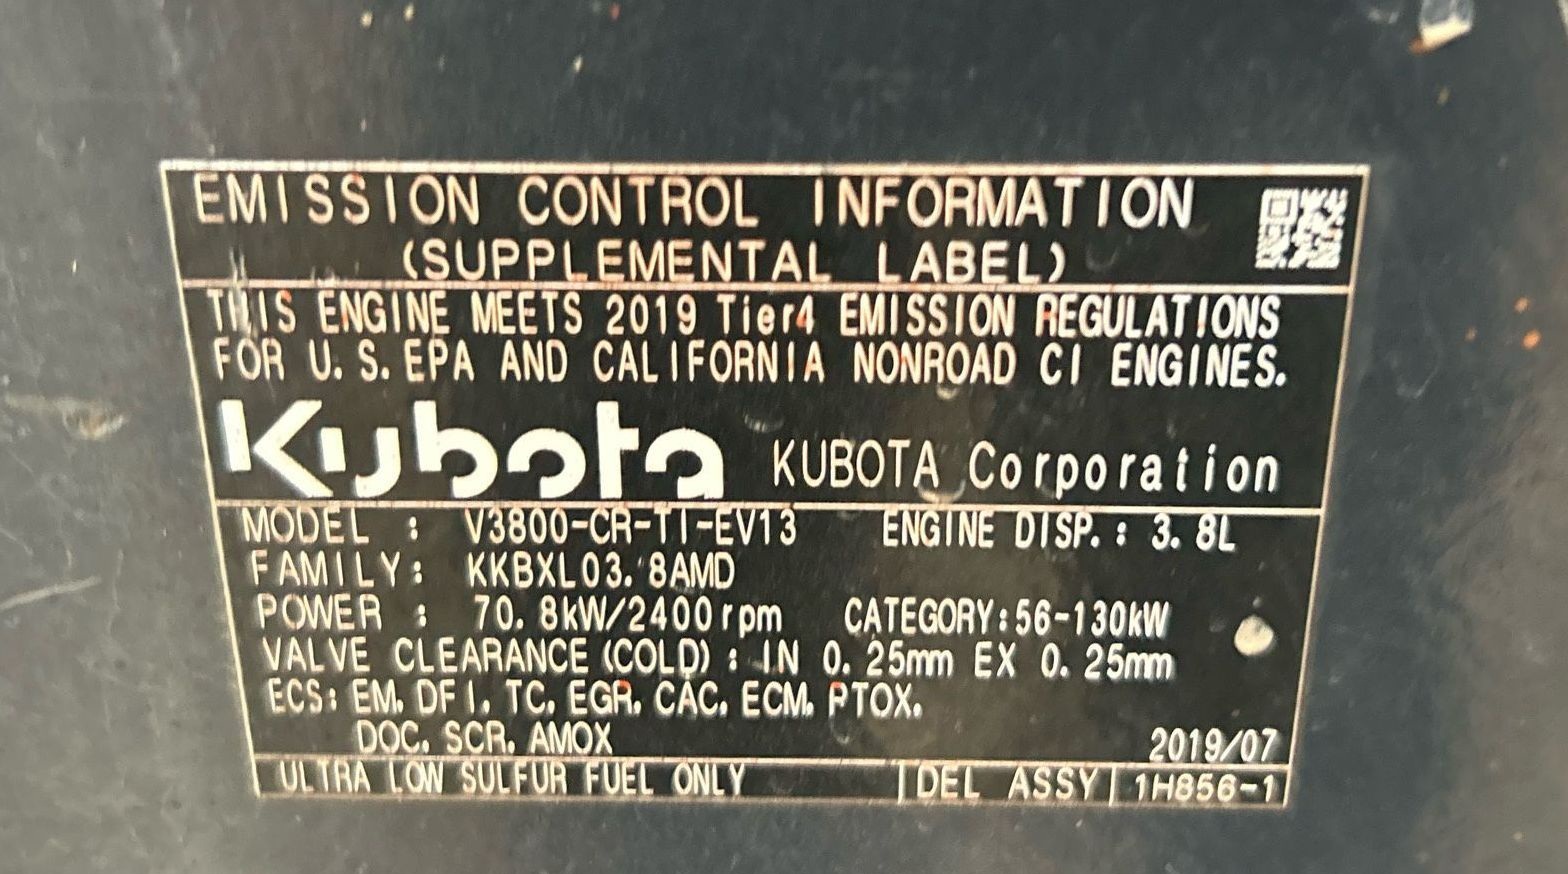 EMISSION CONTROL INFORMATION
(SUPPLEMENTAL LABEL)
THIS ENGINE MEETS 2019 Tier4 EMISSION REGULATIONS
FOR U.S.EPA AND CALIFORNIA NONROAD CI ENGINES.
Kubota KUBOTA Corporation
MODEL : V3800-CR-TI-EV13 ENGINE DISP.: 3.8L
FAMILY: KKBXL03.8AMD
POWER : 70.8kW/2400rpm CATEGORY:56-130kW
VALVE CLEARANCE(COLD): IN 0.25mm EX 0.25mm
ECS: EM, DFI, TC, EGR, CAC, ECM, PTOX,
DOC, SCR, AMOX
2019/07
ULTRA LOW SULFUR FUEL ONLY DEL ASSY 1H856-1